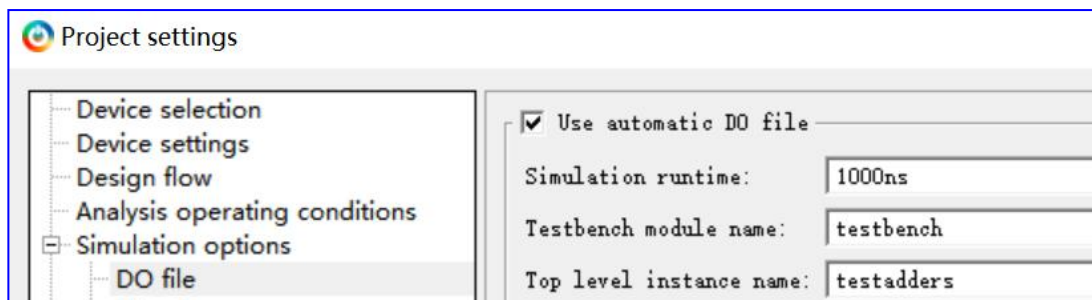 Project settings
Device selection
Device settings
Design flow
Analysis operating conditions
Simulation options
DO file
Use automatic DO file
Simulation runtime: 1000ns
Testbench module name: testbench
Top level instance name: testadders